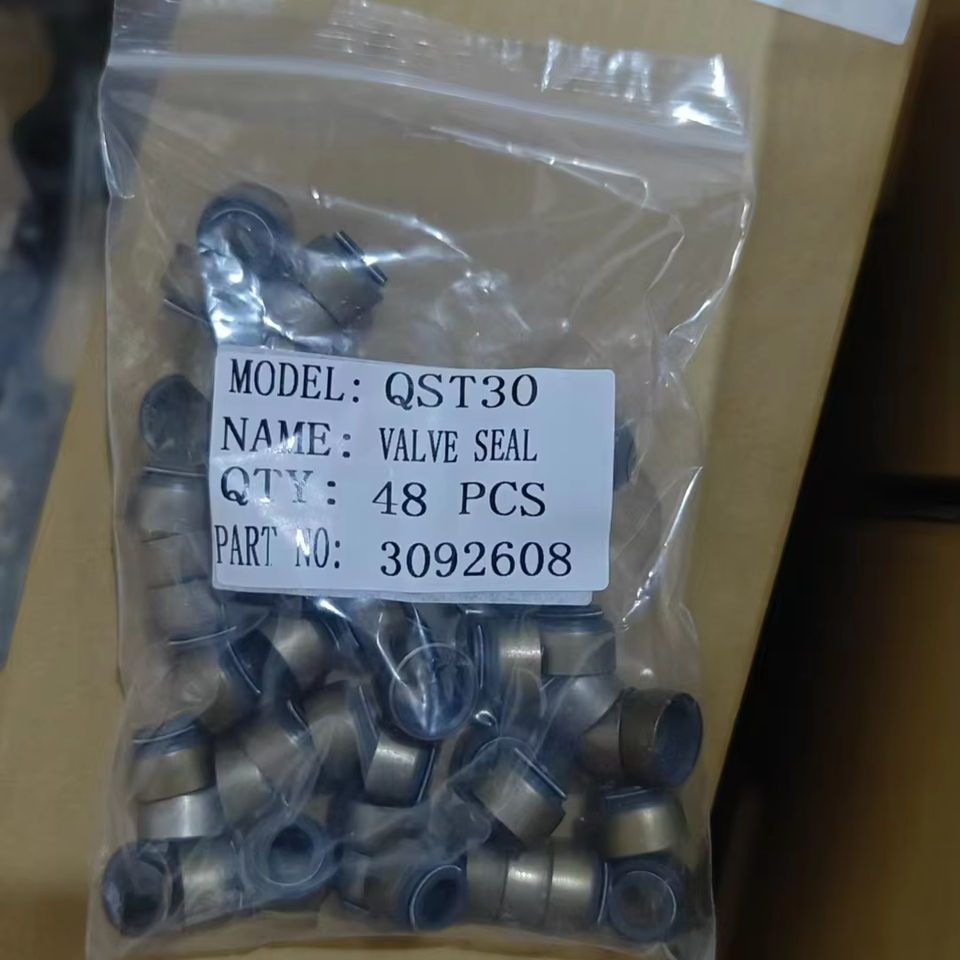 MODEL: QST30
NAME: VALVE SEAL
QTY: 48 PCS
PART NO: 3092608